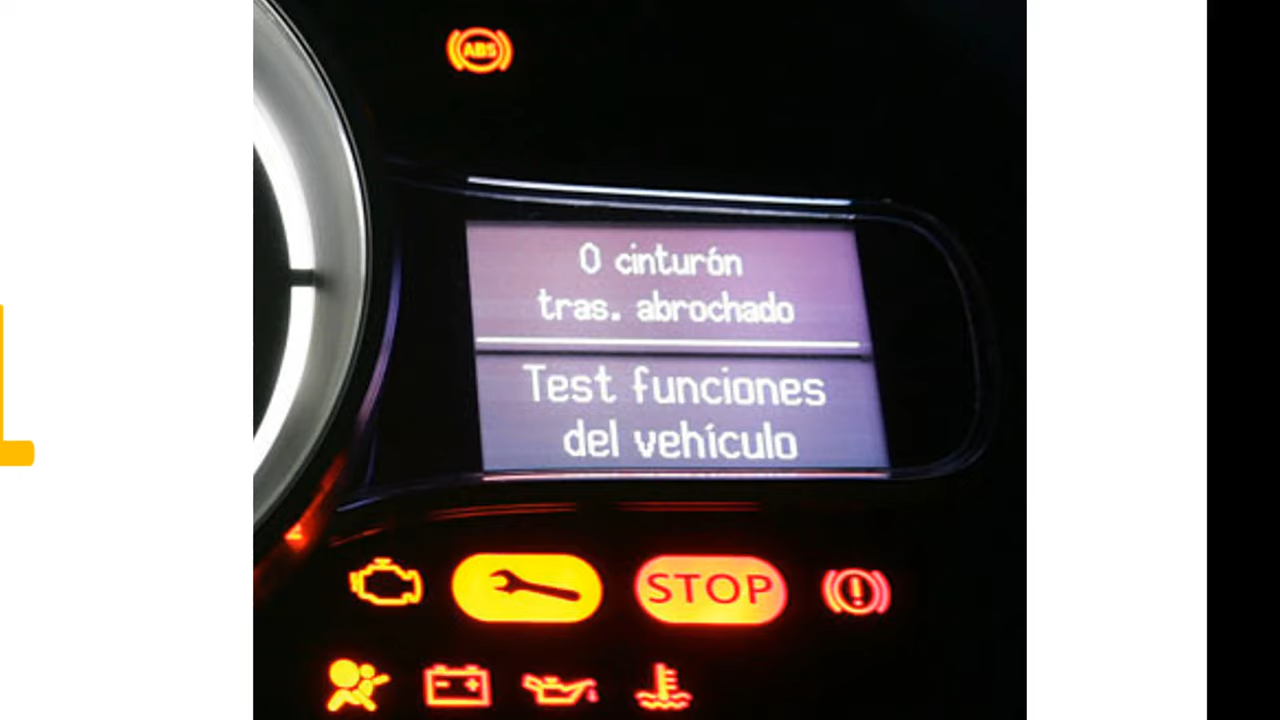 ABS
0 cinturón
tras. abrochado
Test funciones
del vehículo
STOP